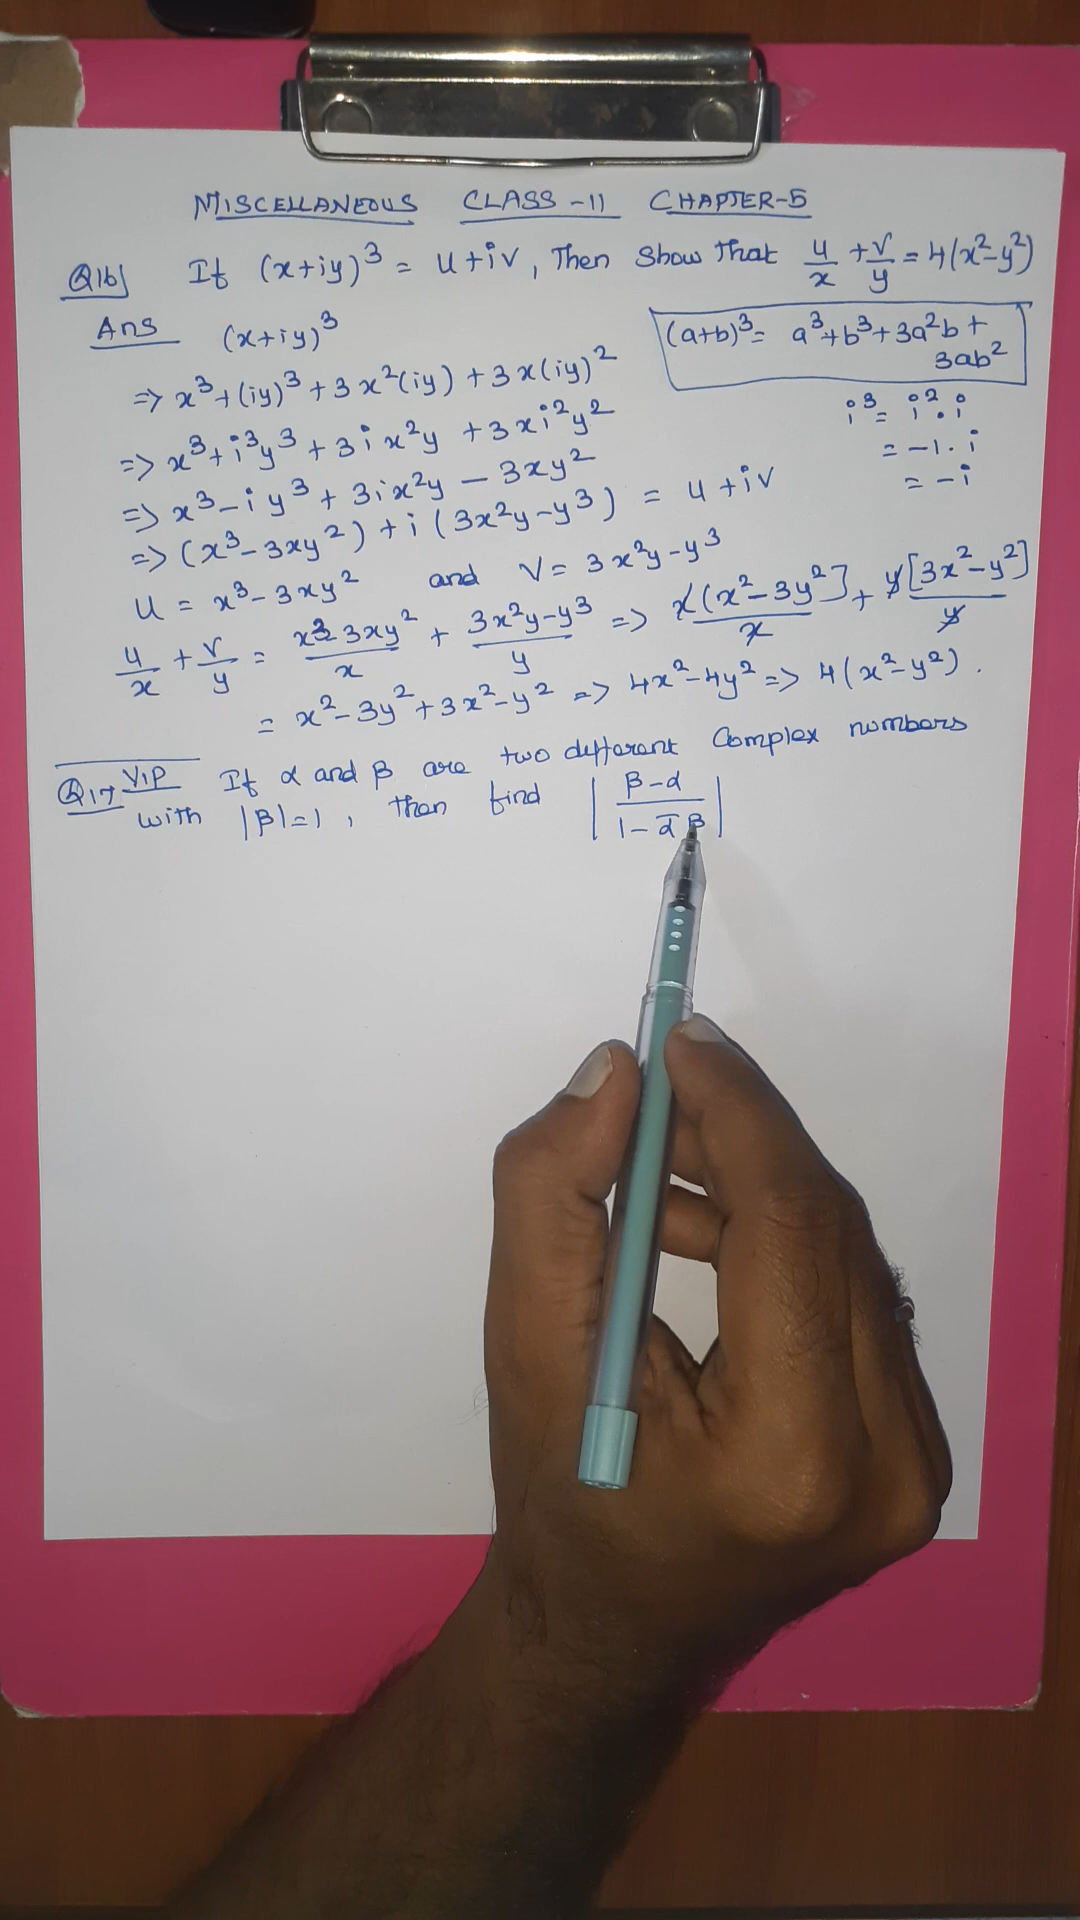 MISCELLANEOUS CLASS -11 CHAPTER-5
Q16] If (x+iy)³ = u+iv, Then Show That u/x + v/y = 4(x²-y²)
Ans (x+iy)³
(a+b)³= a³+b³+3a²b+
3ab²
=> x³+(iy)³+3x²(iy)+3x(iy)²
i³= i².i
=> x³+i³y³+3ix²y+3xi²y²
= -1.i
=> x³-iy³+3ix²y-3xy²
= -i
=> (x³-3xy²)+i(3x²y-y³) = u+iv
u = x³-3xy² and v= 3x²y-y³
u/x + v/y = x³-3xy²/x + 3x²y-y³/y => x(x²-3y²]/x + y[3x²-y²]/y
= x²-3y²+3x²-y² => 4x²-4y² => 4(x²-y²).
Q17 VIP If α and β are two different Complex numbers
with |β|=1, then find |β-α/1-ᾱβ|